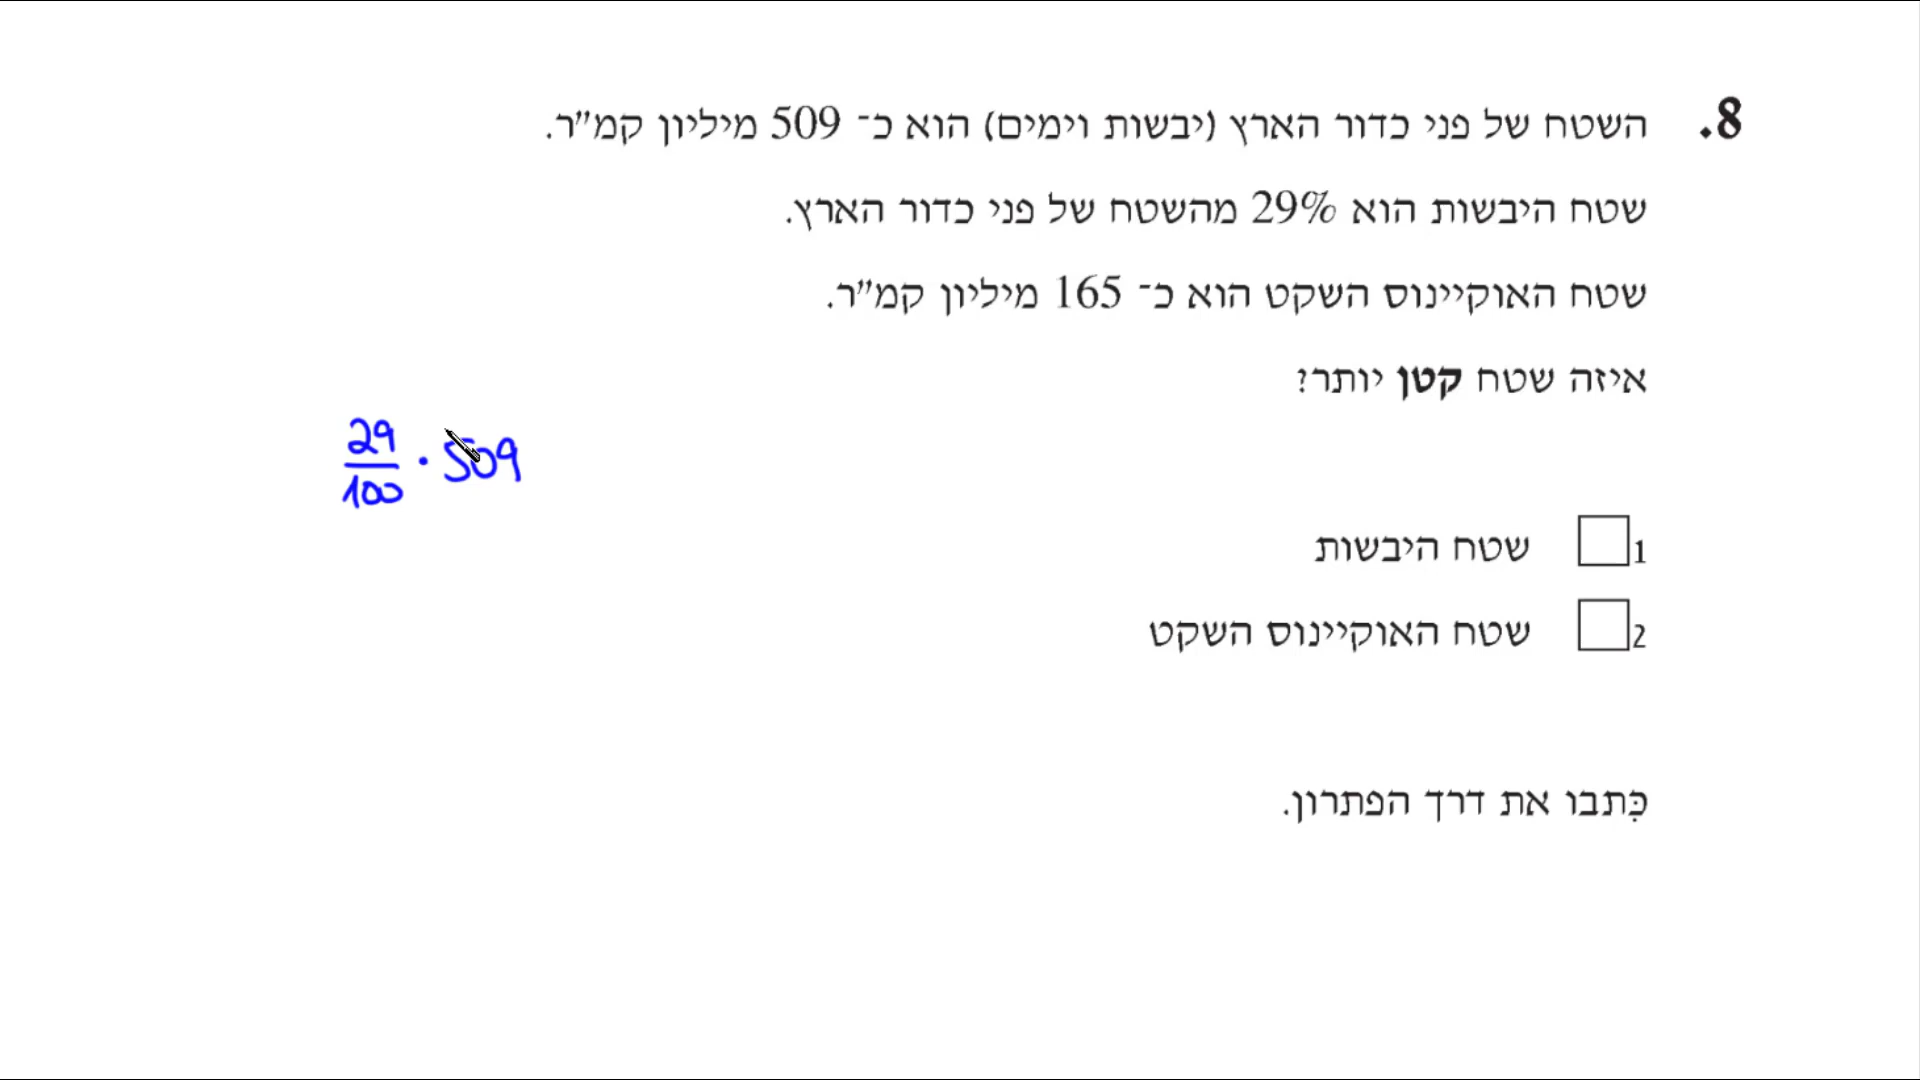 8. השטח של פני כדור הארץ (יבשות וימים) הוא כ־ 509 מיליון קמ"ר.
שטח היבשות הוא 29% מהשטח של פני כדור הארץ.
שטח האוקיינוס השקט הוא כ־ 165 מיליון קמ"ר.
איזה שטח קטן יותר?
29/100 · 509
1 שטח היבשות
2 שטח האוקיינוס השקט
כִּתבו את דרך הפתרון.